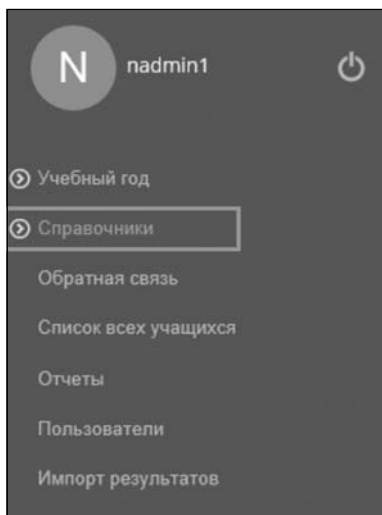 N
nadmin1
Учебный год
Справочники
Обратная связь
Список всех учащихся
Отчеты
Пользователи
Импорт результатов